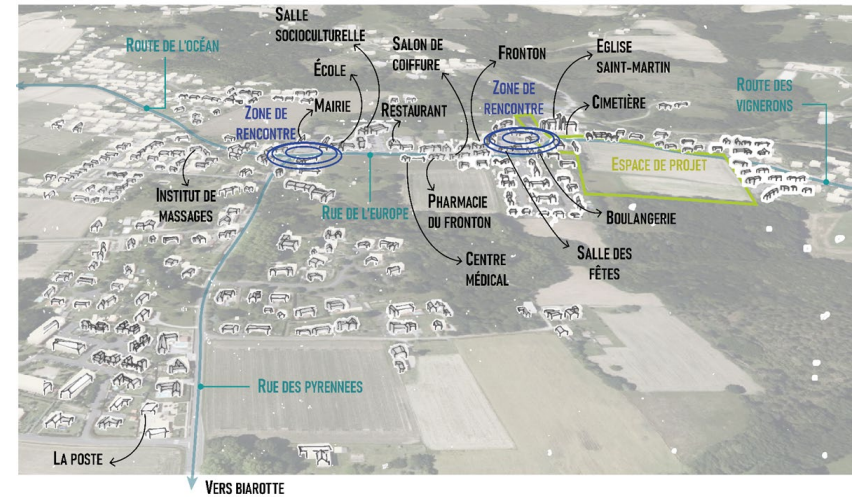 SALLE
SOCIOCULTURELLE
ROUTE DE L'OCÉAN
ÉCOLE
SALON DE
COIFFURE
FRONTON
EGLISE
SAINT-MARTIN
ZONE DE
RENCONTRE
MAIRIE
RESTAURANT
ZONE DE
RENCONTRE
CIMETIÈRE
ROUTE DES
VIGNERONS
ESPACE DE PROJET
INSTITUT DE
MASSAGES
RUE DE L'EUROPE
PHARMACIE
DU FRONTON
BOULANGERIE
CENTRE
MÉDICAL
SALLE DES
FÊTES
RUE DES PYRENNEES
LA POSTE
VERS BIAROTTE